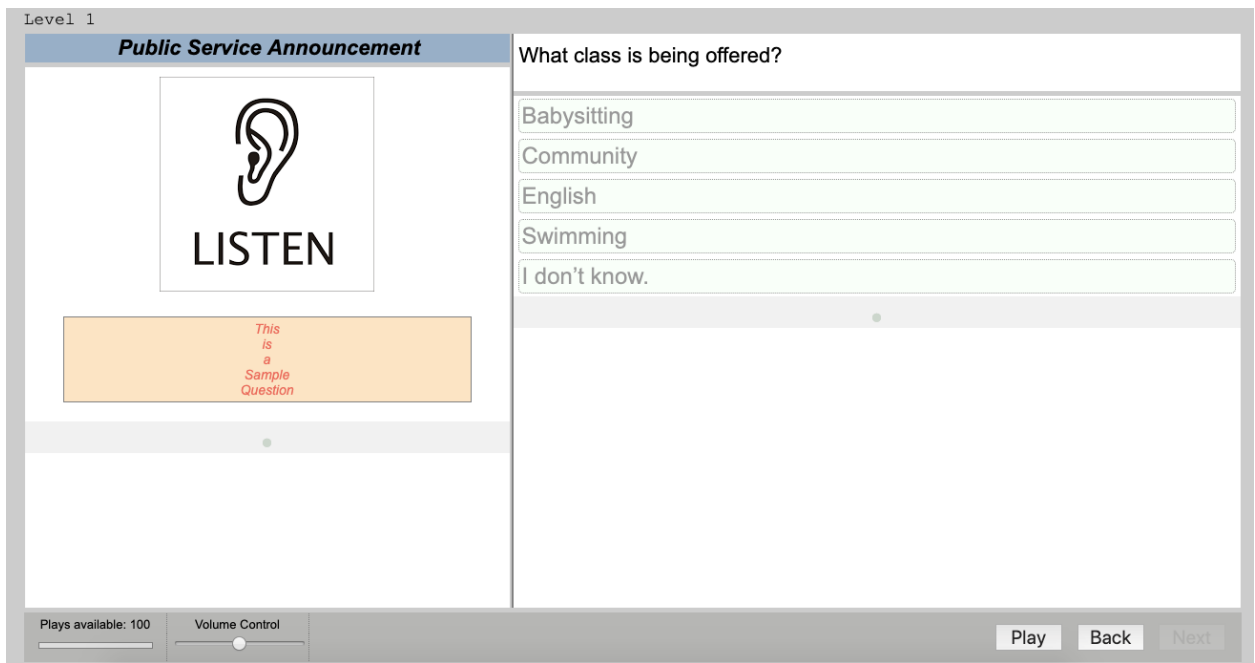 Level 1
Public Service Announcement
LISTEN
This
is
a
Sample
Question
What class is being offered?
Babysitting
Community
English
Swimming
I don’t know.
Plays available: 100
Volume Control
Play
Back
Next